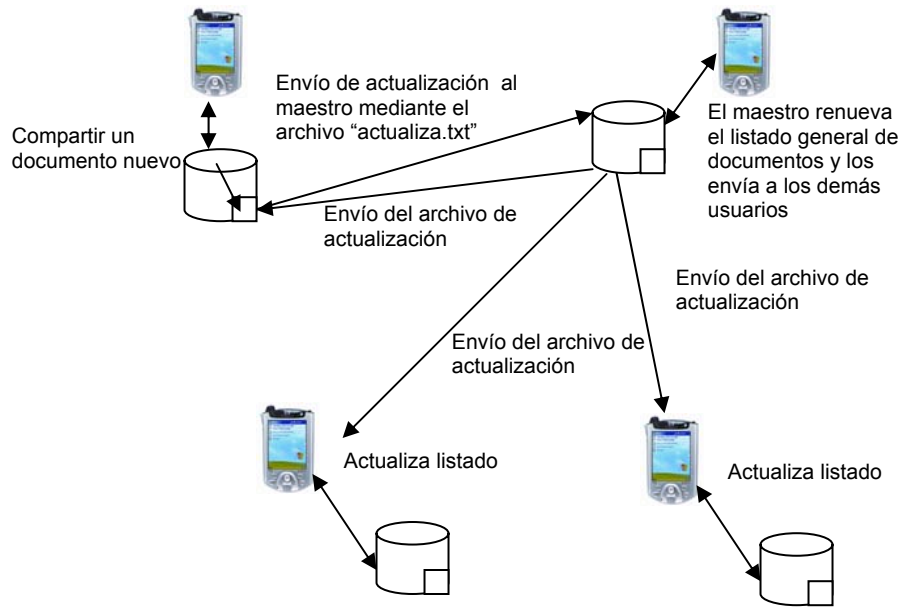 Envío de actualización al
maestro mediante el
archivo “actualiza.txt”
Compartir un
documento nuevo
El maestro renueva
el listado general de
documentos y los
envía a los demás
usuarios
Envío del archivo de
actualización
Envío del archivo de
actualización
Envío del archivo de
actualización
Actualiza listado
Actualiza listado